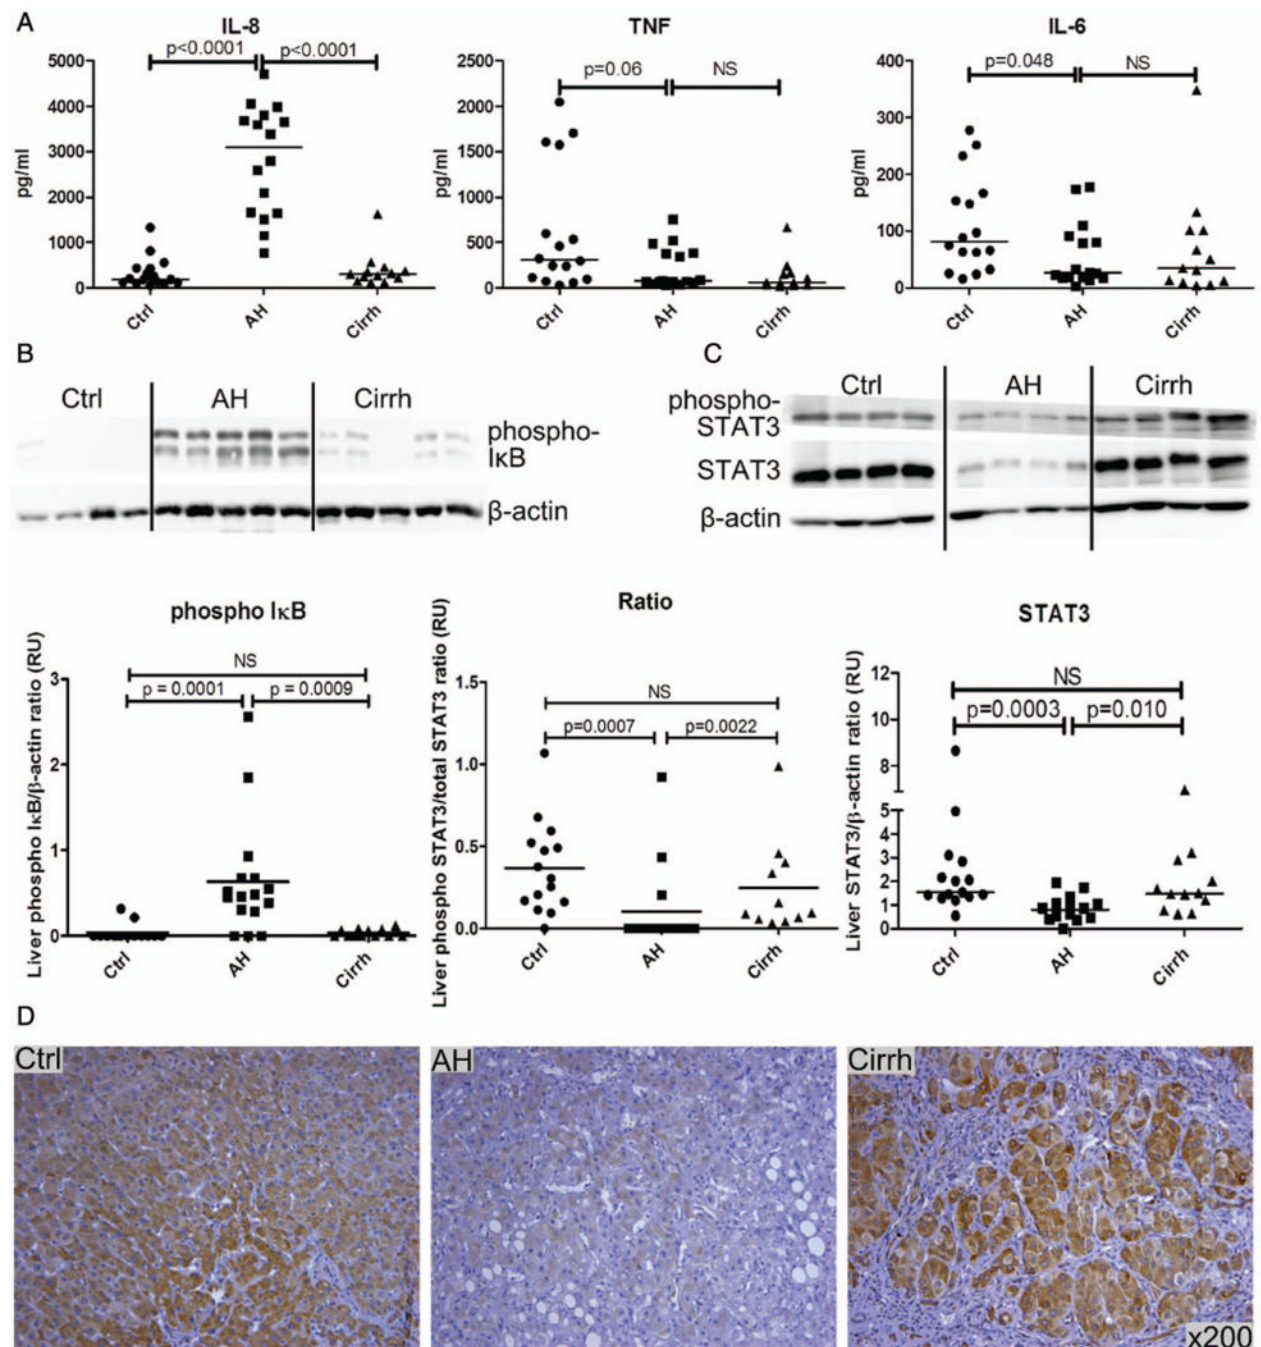 A
IL-8
p<0.0001
p<0.0001
pg/ml
5000
4000
3000
2000
1000
0
Ctrl
AH
Cirrh
TNF
p=0.06
NS
pg/ml
2500
2000
1500
1000
500
0
Ctrl
AH
Cirrh
IL-6
p=0.048
NS
pg/ml
400
300
200
100
0
Ctrl
AH
Cirrh
B
Ctrl
AH
Cirrh
phospho-
IκB
β-actin
C
Ctrl
AH
Cirrh
phospho-
STAT3
STAT3
β-actin
phospho IκB
NS
p = 0.0001
p = 0.0009
Liver phospho IκB/β-actin ratio (RU)
3
2
1
0
Ctrl
AH
Cirrh
Ratio
NS
p=0.0007
p=0.0022
Liver phospho STAT3/total STAT3 ratio (RU)
1.5
1.0
0.5
0.0
Ctrl
AH
Cirrh
STAT3
NS
p=0.0003
p=0.010
Liver STAT3/β-actin ratio (RU)
12
10
8
5
4
3
2
1
0
Ctrl
AH
Cirrh
D
Ctrl
AH
Cirrh
x200